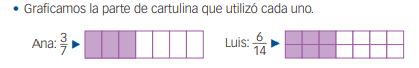 • Graficamos la parte de cartulina que utilizó cada uno.
Ana: 3/7 ► Luis: 6/14 ►